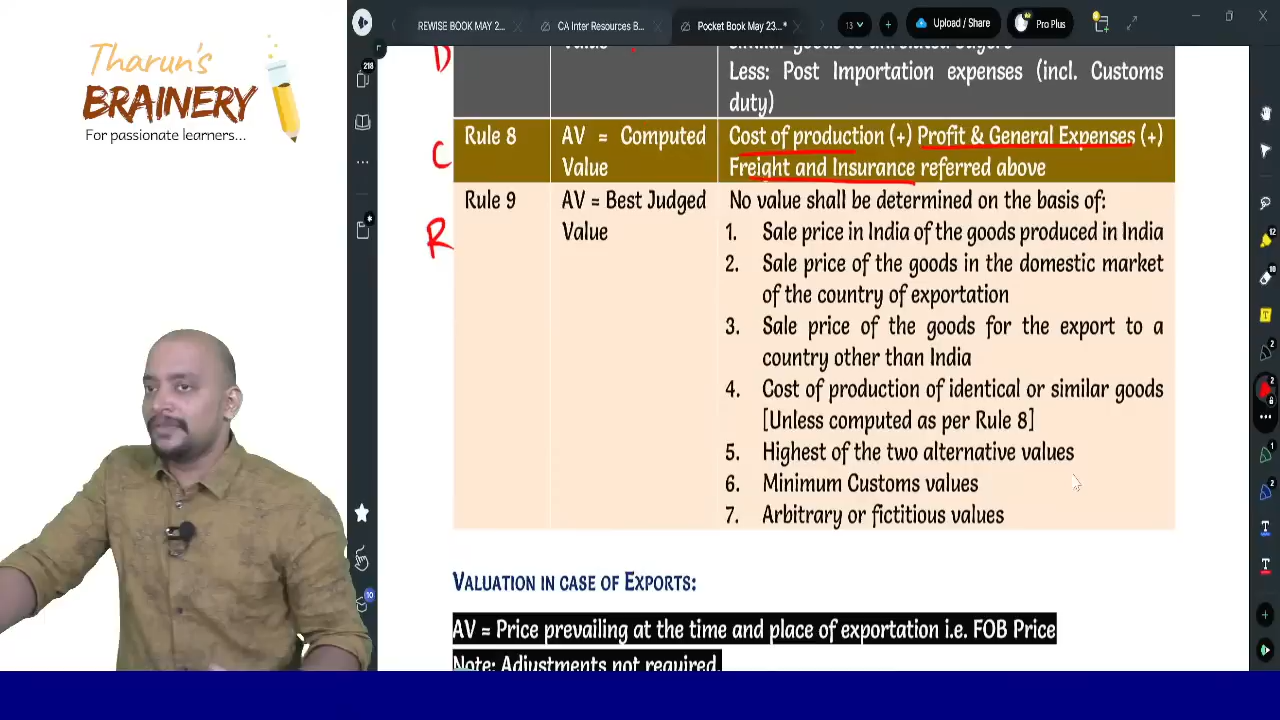 Tharun's
BRAINERY
For passionate learners...
REWISE BOOK MAY 2...
CA Inter Resources B...
Pocket Book May 23...*
13
Upload / Share
Pro Plus
218
D
Less: Post Importation expenses (incl. Customs
duty)
C
Rule 8
AV = Computed
Value
Cost of production (+) Profit & General Expenses (+)
Freight and Insurance referred above
R
Rule 9
AV = Best Judged
Value
No value shall be determined on the basis of:
1. Sale price in India of the goods produced in India
2. Sale price of the goods in the domestic market
of the country of exportation
3. Sale price of the goods for the export to a
country other than India
4. Cost of production of identical or similar goods
[Unless computed as per Rule 8]
5. Highest of the two alternative values
6. Minimum Customs values
7. Arbitrary or fictitious values
VALUATION IN CASE OF EXPORTS:
AV = Price prevailing at the time and place of exportation i.e. FOB Price
Note: Adjustments not required.